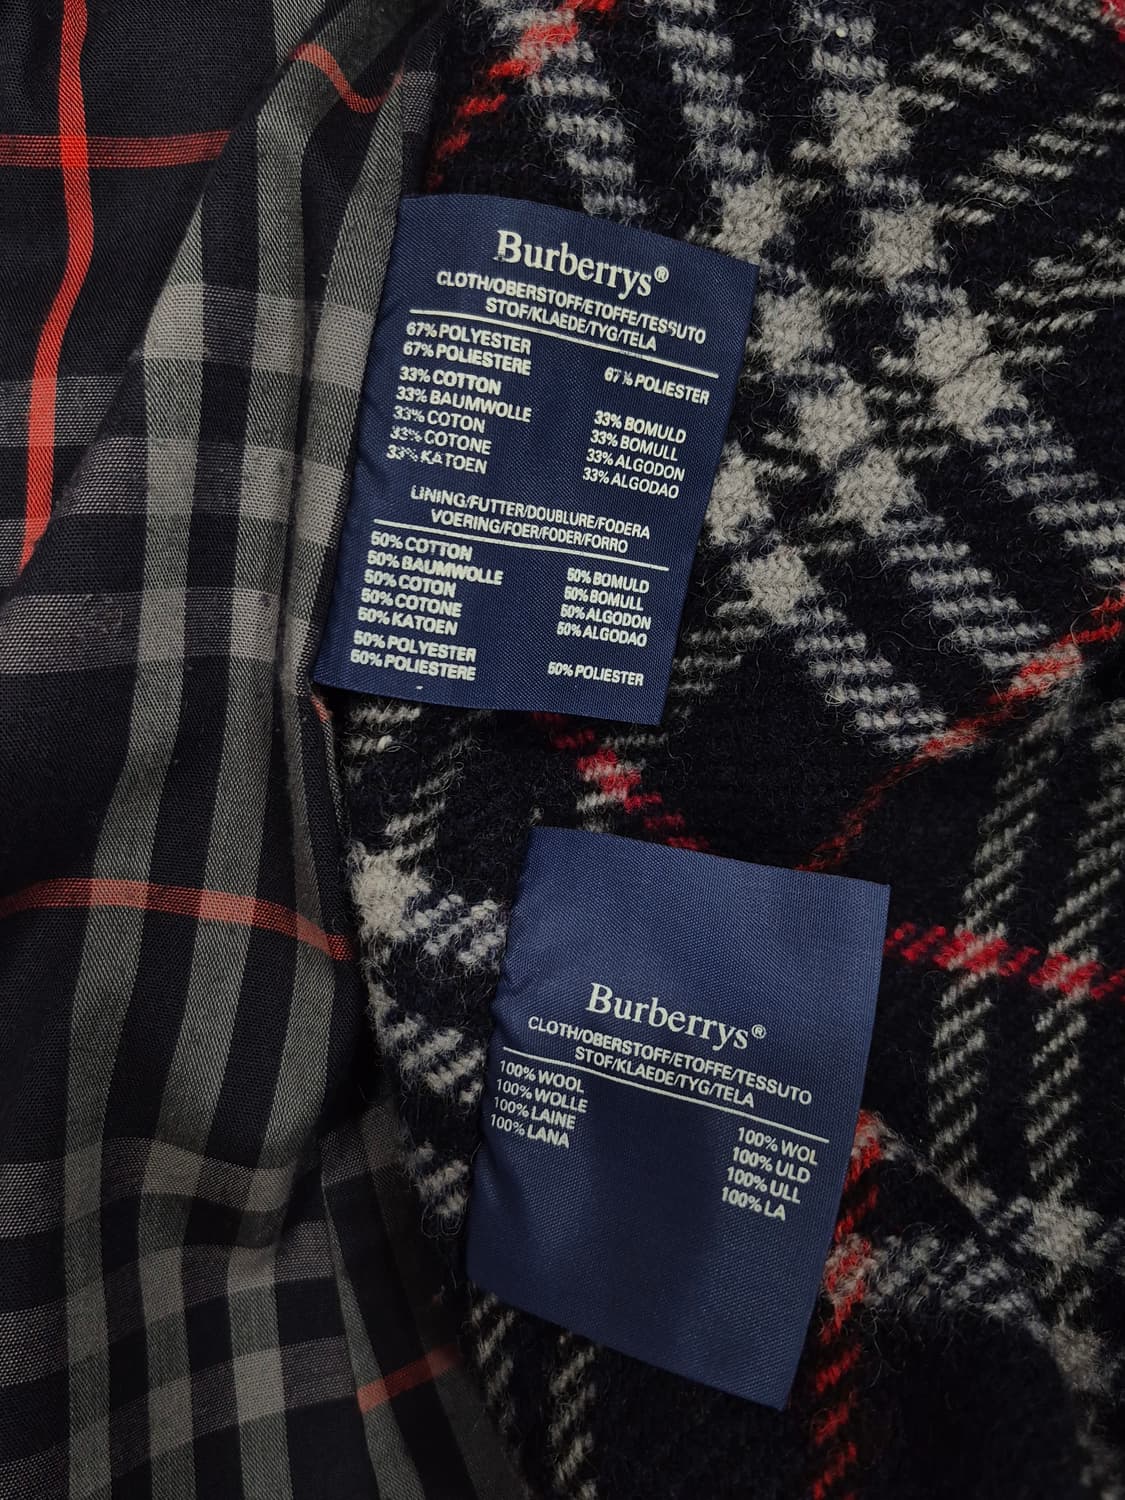 Burberrys®
CLOTH/OBERSTOFF/ETOFFE/TESSUTO
STOF/KLAEDE/TYG/TELA
67% POLYESTER
67% POLIESTERE
67% POLIESTER
33% COTTON
33% BAUMWOLLE
33% COTON
33% COTONE
33% KATOEN
33% BOMULD
33% BOMULL
33% ALGODON
33% ALGODAO
LINING/FUTTER/DOUBLURE/FODERA
VOERING/FOER/FODER/FORRO
50% COTTON
50% BAUMWOLLE
50% COTON
50% COTONE
50% KATOEN
50% BOMULD
50% BOMULL
50% ALGODON
50% ALGODAO
50% POLYESTER
50% POLIESTERE
50% POLIESTER
Burberrys®
CLOTH/OBERSTOFF/ETOFFE/TESSUTO
STOF/KLAEDE/TYG/TELA
100% WOOL
100% WOLLE
100% LAINE
100% LANA
100% WOL
100% ULD
100% ULL
100% LA